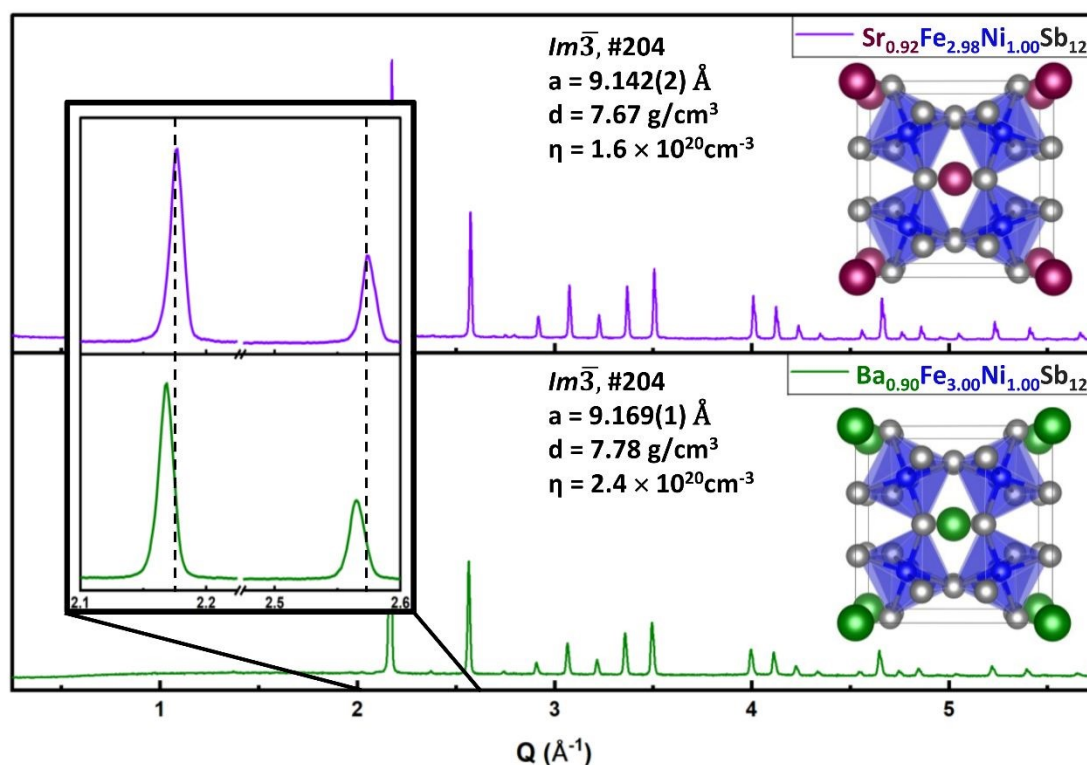 Im3̅, #204
a = 9.142(2) Å
d = 7.67 g/cm³
η = 1.6 × 10²⁰cm⁻³
Sr₀.₉₂Fe₂.₉₈Ni₁.₀₀Sb₁₂
Im3̅, #204
a = 9.169(1) Å
d = 7.78 g/cm³
η = 2.4 × 10²⁰cm⁻³
Ba₀.₉₀Fe₃.₀₀Ni₁.₀₀Sb₁₂
2.1 2.2 2.5 2.6
1 2 3 4 5
Q (Å⁻¹)